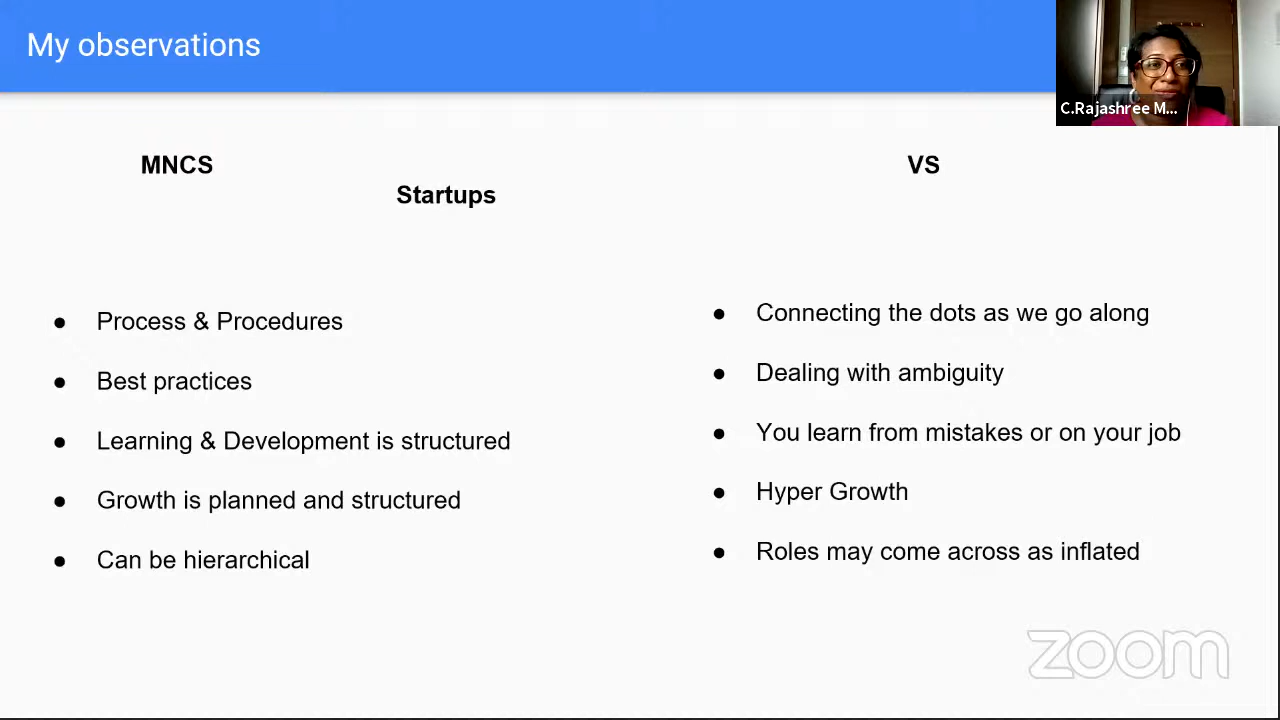 My observations
C.Rajashree M...
MNCS VS
Startups
● Process & Procedures
● Best practices
● Learning & Development is structured
● Growth is planned and structured
● Can be hierarchical
● Connecting the dots as we go along
● Dealing with ambiguity
● You learn from mistakes or on your job
● Hyper Growth
● Roles may come across as inflated
zoom